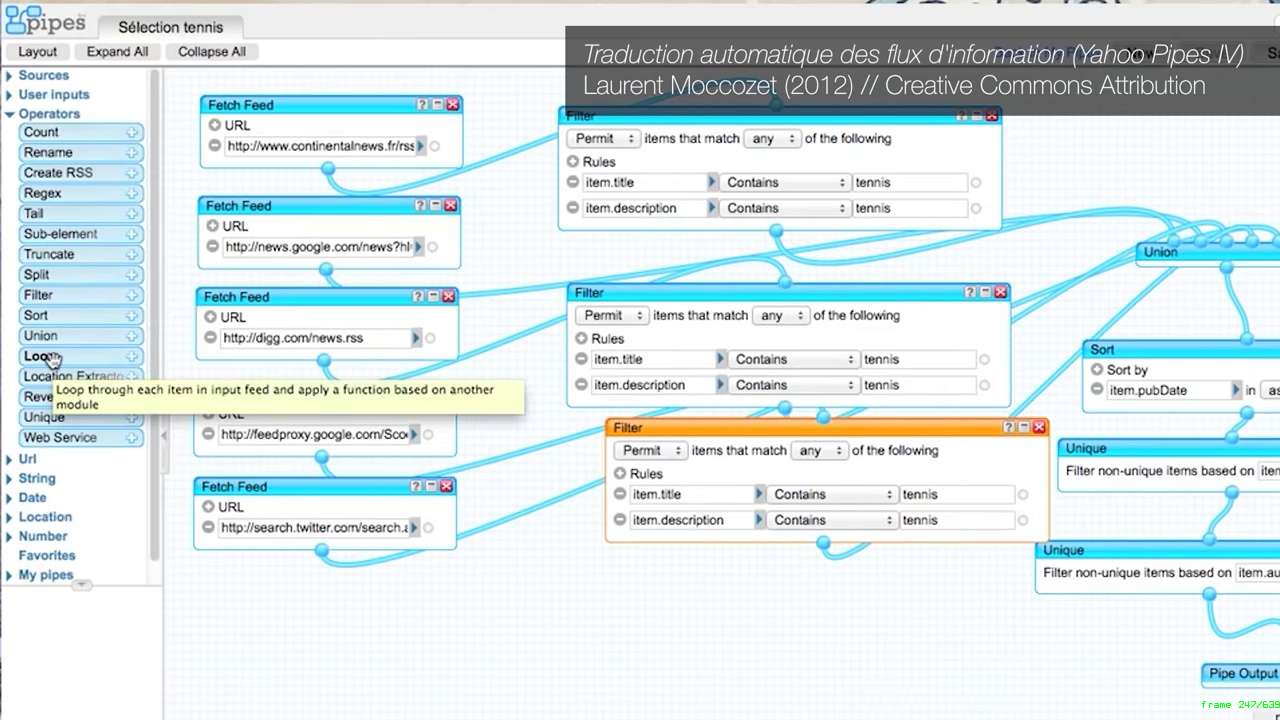 pipes
Sélection tennis
Layout
Expand All
Collapse All
Traduction automatique des flux d'information (Yahoo Pipes IV)
Laurent Moccozet (2012) // Creative Commons Attribution
Sources
User inputs
Operators
Count
Rename
Create RSS
Regex
Tail
Sub-element
Truncate
Split
Filter
Sort
Union
Loop
Location Extracto
Reve
Unique
Web Service
Url
String
Date
Location
Number
Favorites
My pipes
Loop through each item in input feed and apply a function based on another
module
Fetch Feed
URL
http://www.continentalnews.fr/rss
Fetch Feed
URL
http://news.google.com/news?hl
Fetch Feed
URL
http://digg.com/news.rss
URL
http://feedproxy.google.com/Scoo
Fetch Feed
URL
http://search.twitter.com/search.a
Filter
Permit items that match any of the following
Rules
item.title Contains tennis
item.description Contains tennis
Filter
Permit items that match any of the following
Rules
item.title Contains tennis
item.description Contains tennis
Filter
Permit items that match any of the following
Rules
item.title Contains tennis
item.description Contains tennis
Union
Sort
Sort by
item.pubDate in as
Unique
Filter non-unique items based on item
Unique
Filter non-unique items based on item.au
Pipe Output
frame 247/639